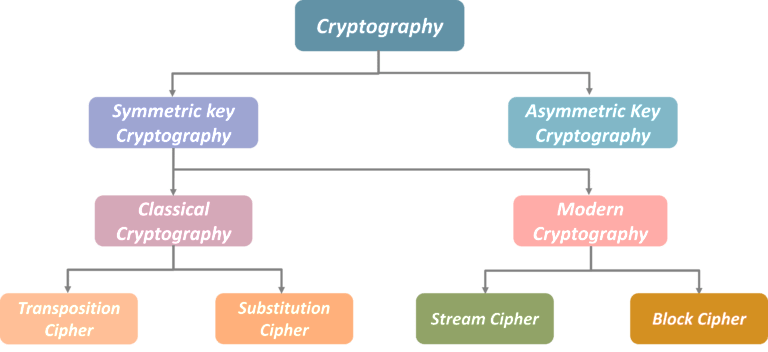 Cryptography
Symmetric key
Cryptography
Asymmetric Key
Cryptography
Classical
Cryptography
Modern
Cryptography
Transposition
Cipher
Substitution
Cipher
Stream Cipher
Block Cipher